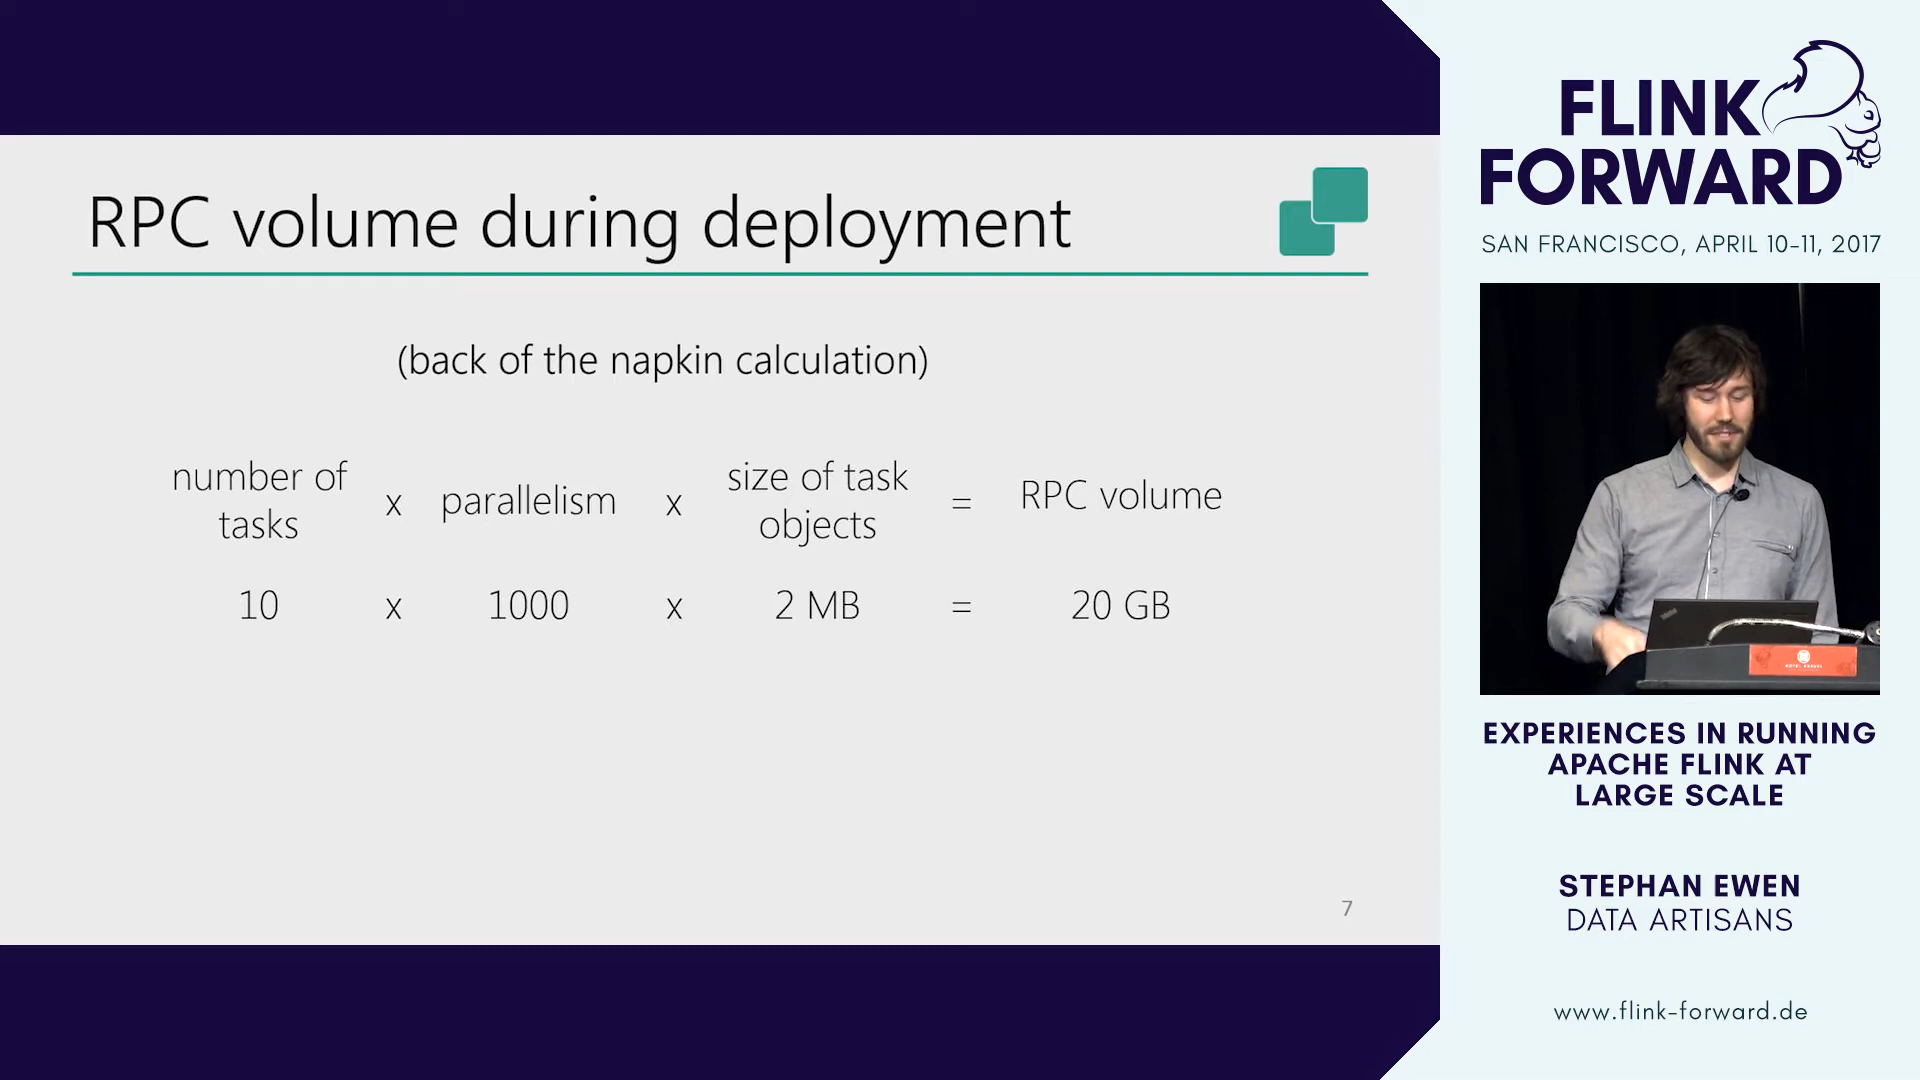 RPC volume during deployment
(back of the napkin calculation)
number of tasks x parallelism x size of task objects = RPC volume
10 x 1000 x 2 MB = 20 GB
7
FLINK
FORWARD
SAN FRANCISCO, APRIL 10-11, 2017
EXPERIENCES IN RUNNING
APACHE FLINK AT
LARGE SCALE
STEPHAN EWEN
DATA ARTISANS
www.flink-forward.de